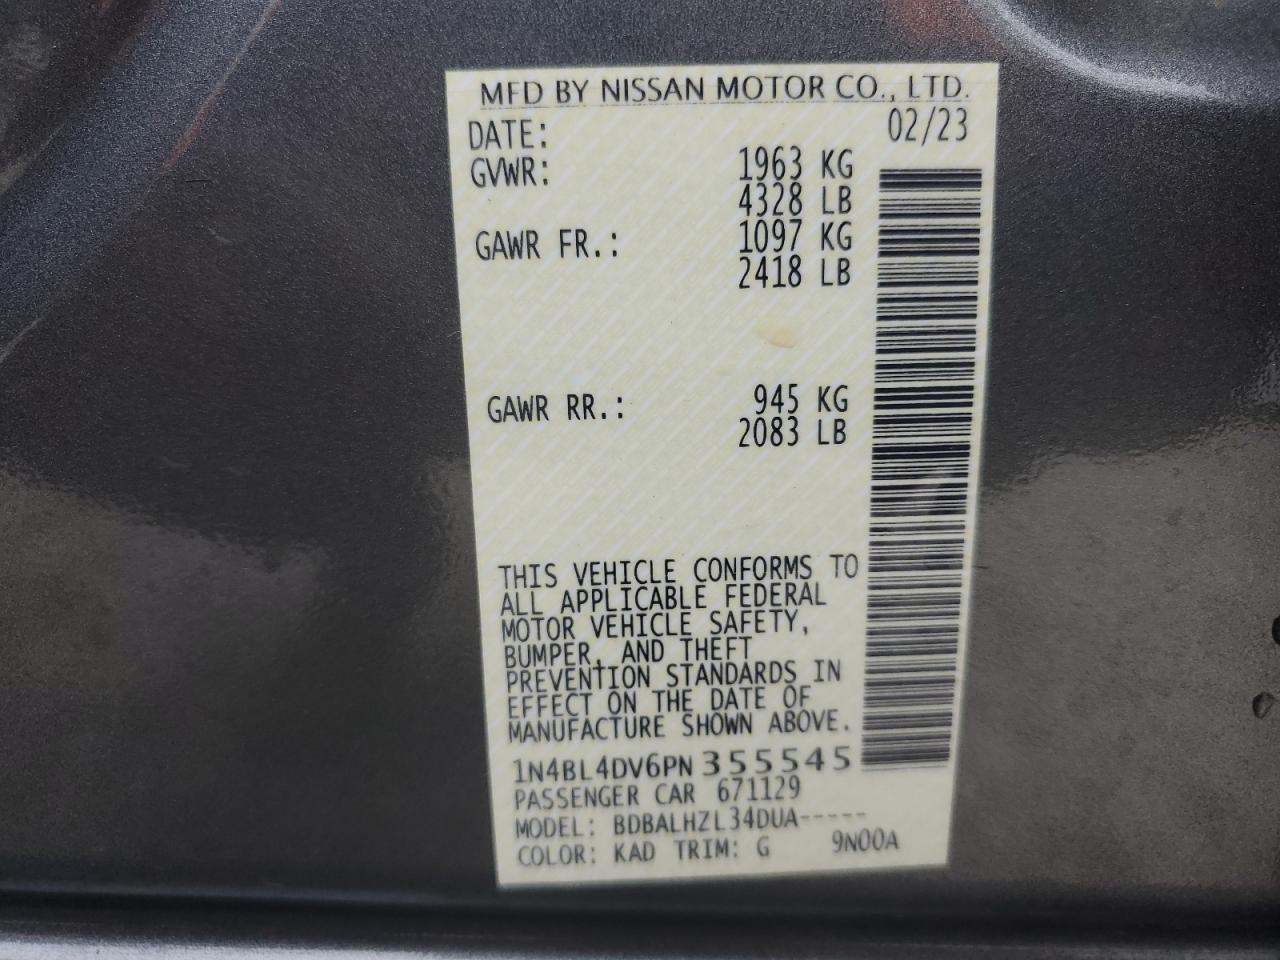 MFD BY NISSAN MOTOR CO., LTD.
DATE: 02/23
GVWR: 1963 KG
4328 LB
GAWR FR.: 1097 KG
2418 LB
GAWR RR.: 945 KG
2083 LB
THIS VEHICLE CONFORMS TO
ALL APPLICABLE FEDERAL
MOTOR VEHICLE SAFETY,
BUMPER, AND THEFT
PREVENTION STANDARDS IN
EFFECT ON THE DATE OF
MANUFACTURE SHOWN ABOVE.
1N4BL4DV6PN355545
PASSENGER CAR 671129
MODEL: BDBALHZL34DUA-----
COLOR: KAD TRIM: G 9N00A